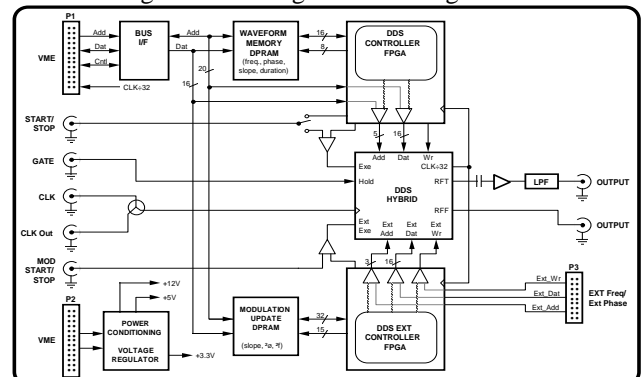 P1
VME
Add
Dat
Cntl
CLK÷32
BUS
I/F
Add
Dat
20
16
WAVEFORM
MEMORY
DPRAM
(freq., phase,
slope, duration)
16
8
DDS
CONTROLLER
FPGA
START/
STOP
5
16
Exe
Add
Dat
Wr
CLK÷32
GATE
Hold
DDS
HYBRID
RFT
LPF
OUTPUT
CLK
RFF
OUTPUT
CLK Out
Ext
Exe
Ext
Add
Ext
Dat
Ext
Wr
MOD
START/
STOP
3
16
P3
Ext_Wr
Ext_Dat
Ext_Add
EXT Freq/
Ext Phase
P2
VME
+12V
+5V
POWER
CONDITIONING
VOLTAGE
REGULATOR
+3.3V
MODULATION
UPDATE
DPRAM
(slope, ²ø, ²f)
32
15
DDS EXT
CONTROLLER
FPGA